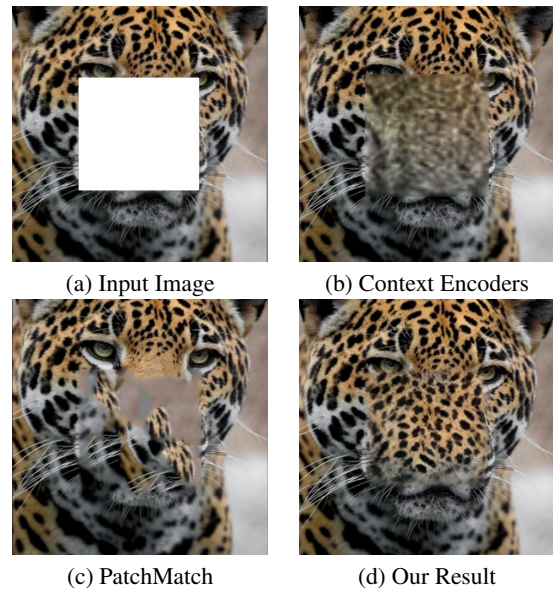 (a) Input Image
(b) Context Encoders
(c) PatchMatch
(d) Our Result